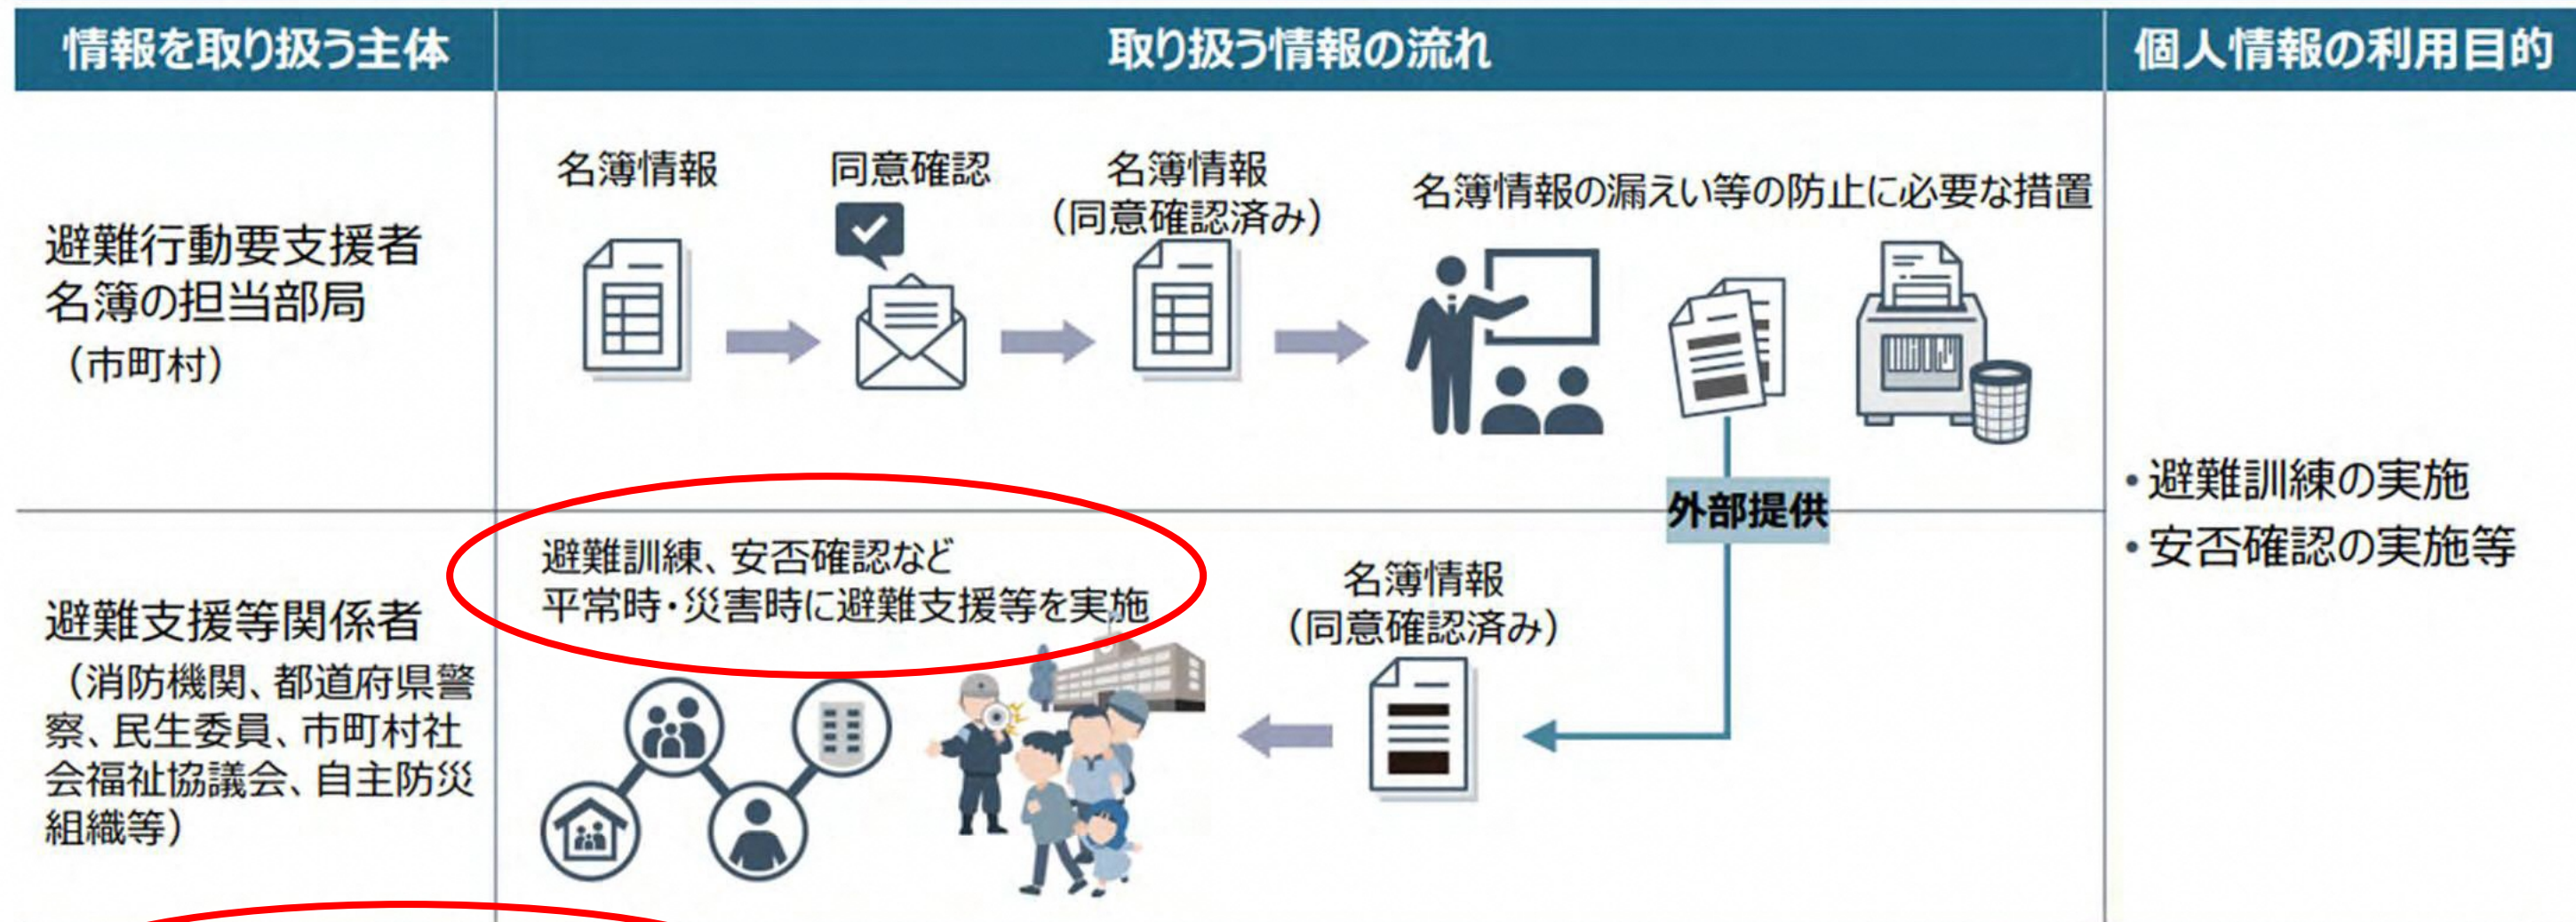 情報を取り扱う主体
取り扱う情報の流れ
個人情報の利用目的
避難行動要支援者
名簿の担当部局
（市町村）
名簿情報
同意確認
名簿情報
（同意確認済み）
名簿情報の漏えい等の防止に必要な措置
外部提供
・避難訓練の実施
・安否確認の実施等
避難支援等関係者
（消防機関、都道府県警
察、民生委員、市町村社
会福祉協議会、自主防災
組織等）
避難訓練、安否確認など
平常時・災害時に避難支援等を実施
名簿情報
（同意確認済み）